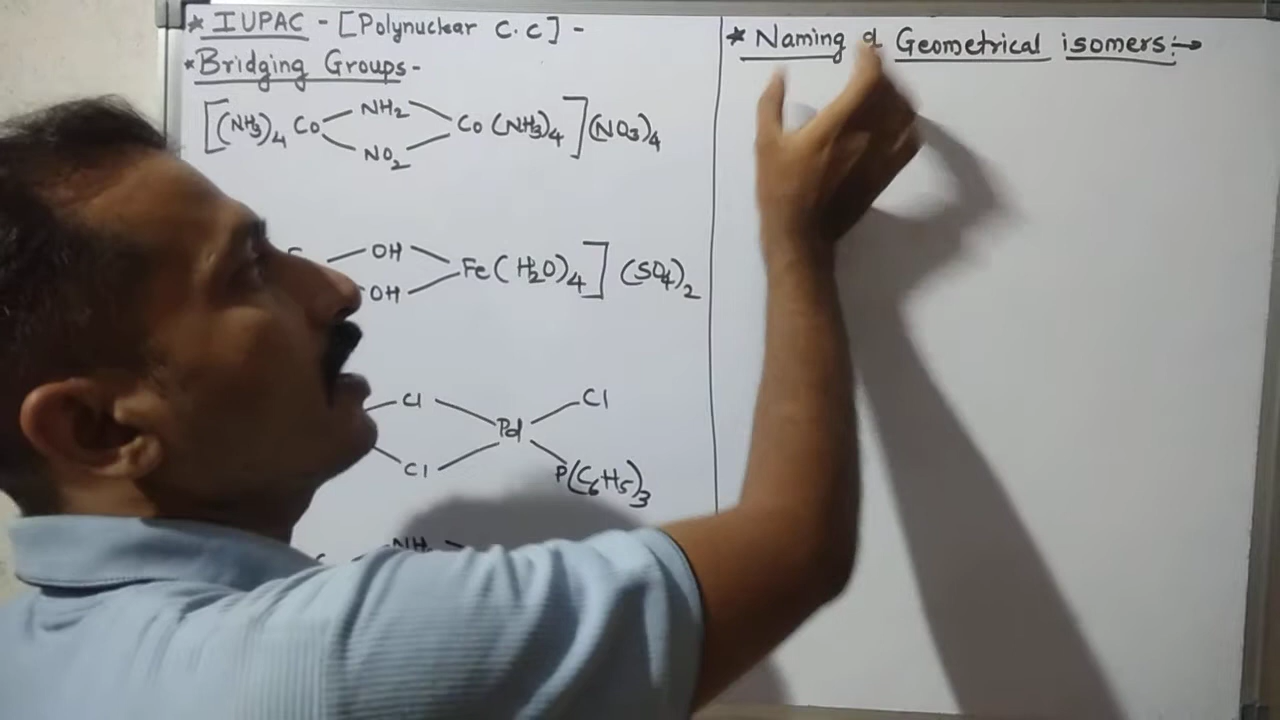 * IUPAC - [Polynuclear C.C] -
* Bridging Groups -
[(NH3)4 Co NH2 NO2 Co (NH3)4](NO3)4
OH OH Fe(H2O)4](SO4)2
Cl Cl Pd Cl P(C6H5)3
* Naming of Geometrical isomers:→